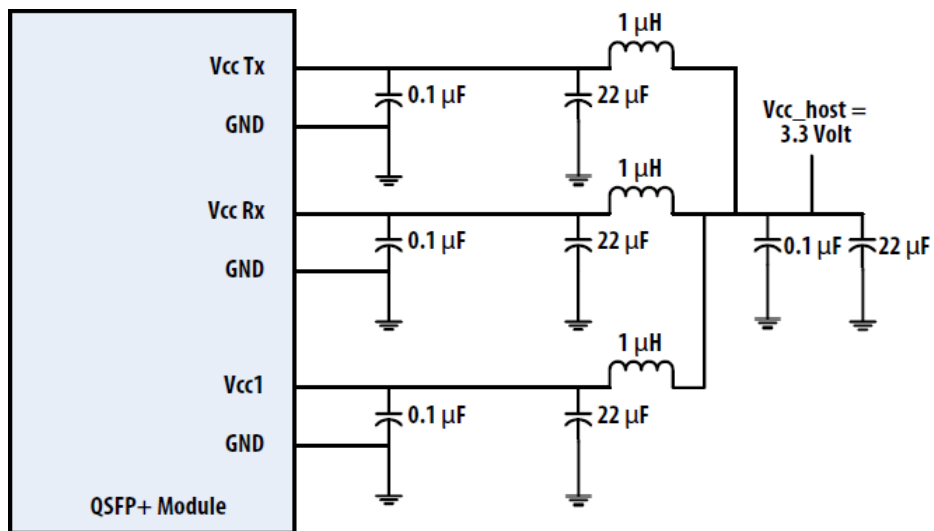 1 µH
Vcc Tx
0.1 µF
22 µF
GND
Vcc_host =
3.3 Volt
1 µH
Vcc Rx
0.1 µF
22 µF
0.1 µF
22 µF
GND
1 µH
Vcc1
0.1 µF
22 µF
GND
QSFP+ Module